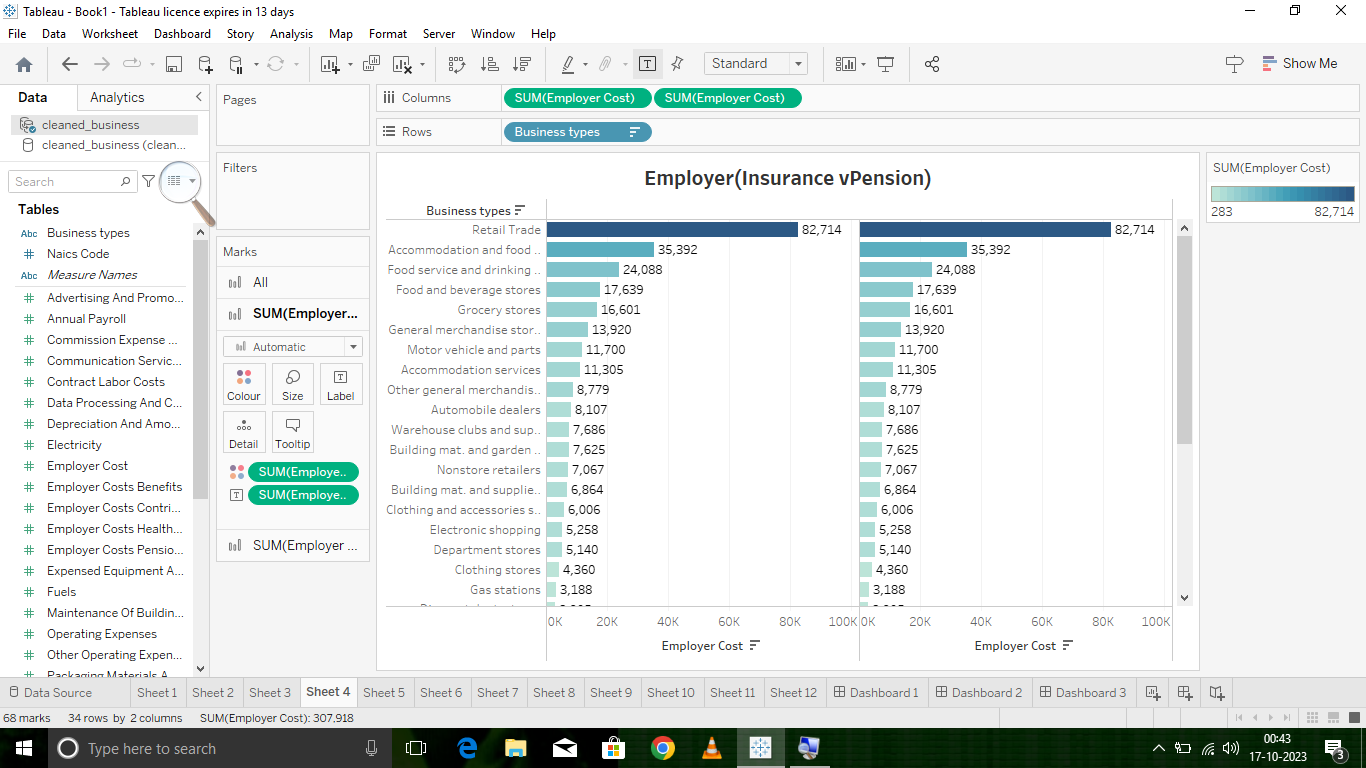 Tableau - Book1 - Tableau licence expires in 13 days
File Data Worksheet Dashboard Story Analysis Map Format Server Window Help
Standard
Show Me
Data Analytics
cleaned_business
cleaned_business (clean...
Search
Tables
Abc Business types
Naics Code
Abc Measure Names
Advertising And Promo...
Annual Payroll
Commission Expense ...
Communication Servic...
Contract Labor Costs
Data Processing And C...
Depreciation And Amo...
Electricity
Employer Cost
Employer Costs Benefits
Employer Costs Contri...
Employer Costs Health...
Employer Costs Pensio...
Expensed Equipment A...
Fuels
Maintenance Of Buildin...
Operating Expenses
Other Operating Expen...
Packaging Materials A...
Pages
Filters
Marks
All
SUM(Employer...
Automatic
Colour Size Label
Detail Tooltip
SUM(Employe..
SUM(Employe..
SUM(Employer ...
Columns SUM(Employer Cost) SUM(Employer Cost)
Rows Business types
Employer(Insurance vPension)
Business types
Retail Trade 82,714 82,714
Accommodation and food .. 35,392 35,392
Food service and drinking .. 24,088 24,088
Food and beverage stores 17,639 17,639
Grocery stores 16,601 16,601
General merchandise stor.. 13,920 13,920
Motor vehicle and parts 11,700 11,700
Accommodation services 11,305 11,305
Other general merchandis.. 8,779 8,779
Automobile dealers 8,107 8,107
Warehouse clubs and sup.. 7,686 7,686
Building mat. and garden .. 7,625 7,625
Nonstore retailers 7,067 7,067
Building mat. and supplie.. 6,864 6,864
Clothing and accessories s.. 6,006 6,006
Electronic shopping 5,258 5,258
Department stores 5,140 5,140
Clothing stores 4,360 4,360
Gas stations 3,188 3,188
0K 20K 40K 60K 80K 100K 0K 20K 40K 60K 80K 100K
Employer Cost Employer Cost
SUM(Employer Cost)
283 82,714
Data Source Sheet 1 Sheet 2 Sheet 3 Sheet 4 Sheet 5 Sheet 6 Sheet 7 Sheet 8 Sheet 9 Sheet 10 Sheet 11 Sheet 12 Dashboard 1 Dashboard 2 Dashboard 3
68 marks 34 rows by 2 columns SUM(Employer Cost): 307,918
Type here to search
00:43
17-10-2023
3